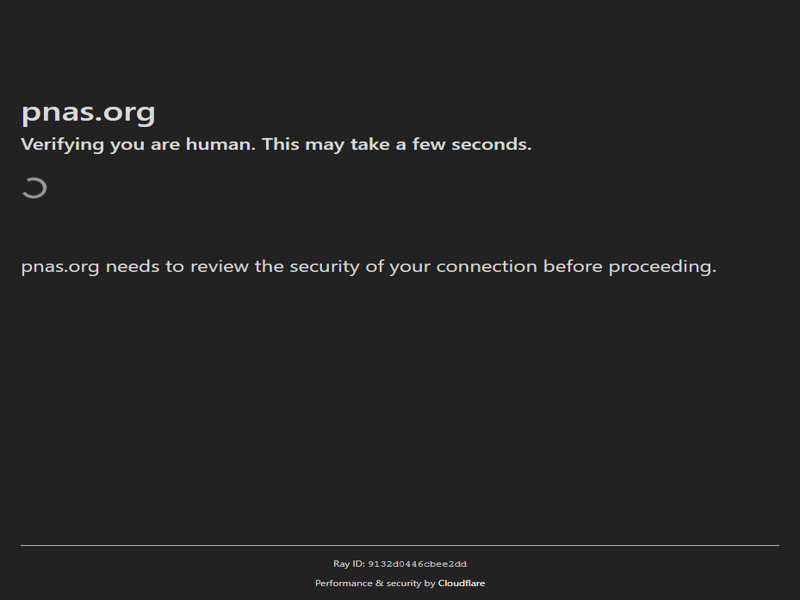 pnas.org
Verifying you are human. This may take a few seconds.
pnas.org needs to review the security of your connection before proceeding.
Ray ID: 9132d0446cbee2dd
Performance & security by Cloudflare